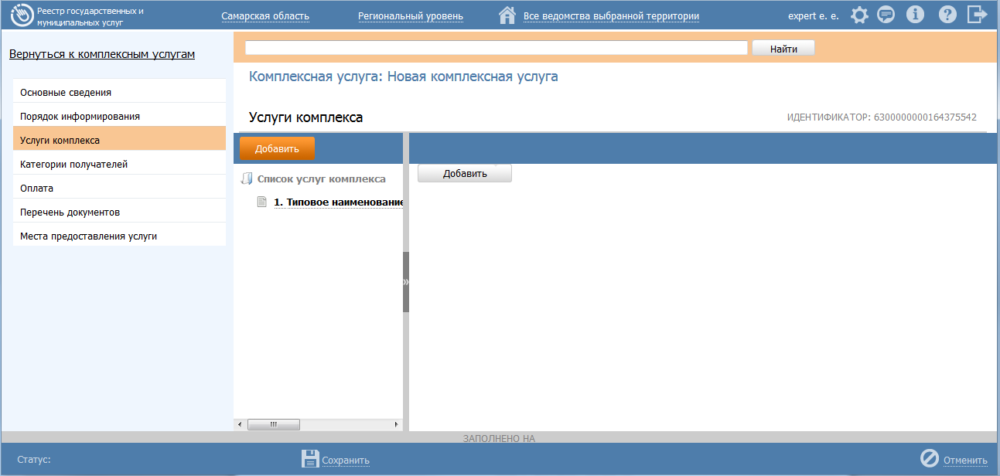 Реестр государственных и
муниципальных услуг
Самарская область
Региональный уровень
Все ведомства выбранной территории
expert е. е.
Вернуться к комплексным услугам
Найти
Комплексная услуга: Новая комплексная услуга
Основные сведения
Порядок информирования
Услуги комплекса
Категории получателей
Оплата
Перечень документов
Места предоставления услуги
Услуги комплекса
ИДЕНТИФИКАТОР: 6300000000164375542
Добавить
Список услуг комплекса
1. Типовое наименование
Добавить
ЗАПОЛНЕНО НА
Статус:
Сохранить
Отменить